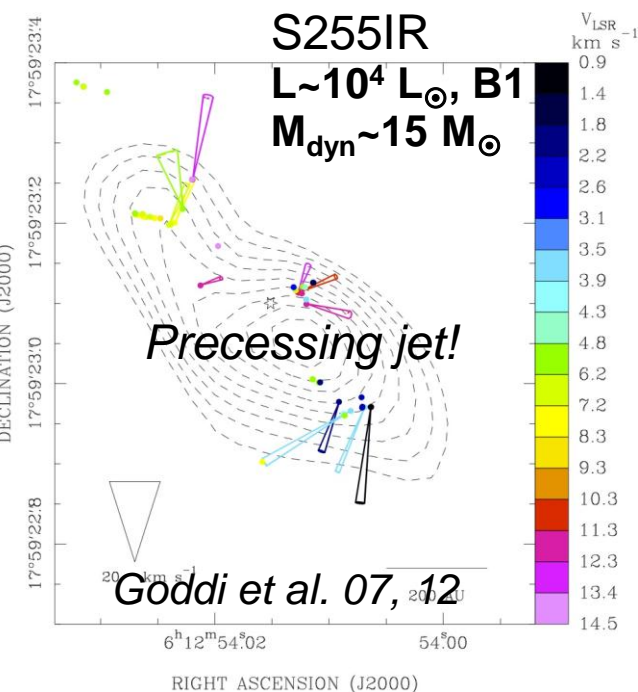 S255IR
L~10⁴ L☉, B1
M_dyn~15 M☉
V_LSR
km s⁻¹
0.9
1.4
1.8
2.2
2.6
3.1
3.5
3.9
4.3
4.8
6.2
7.2
8.3
9.3
10.3
11.3
12.3
13.4
14.5
17°59'23".4
17°59'23".2
17°59'23".0
17°59'22".8
DECLINATION (J2000)
Precessing jet!
20 km s⁻¹
Goddi et al. 07, 12
200 AU
6ʰ12ᵐ54ˢ.02
54ˢ.00
RIGHT ASCENSION (J2000)